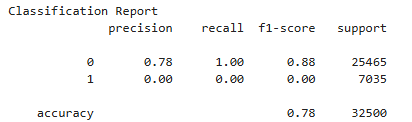 Classification Report
precision recall f1-score support
0 0.78 1.00 0.88 25465
1 0.00 0.00 0.00 7035
accuracy 0.78 32500